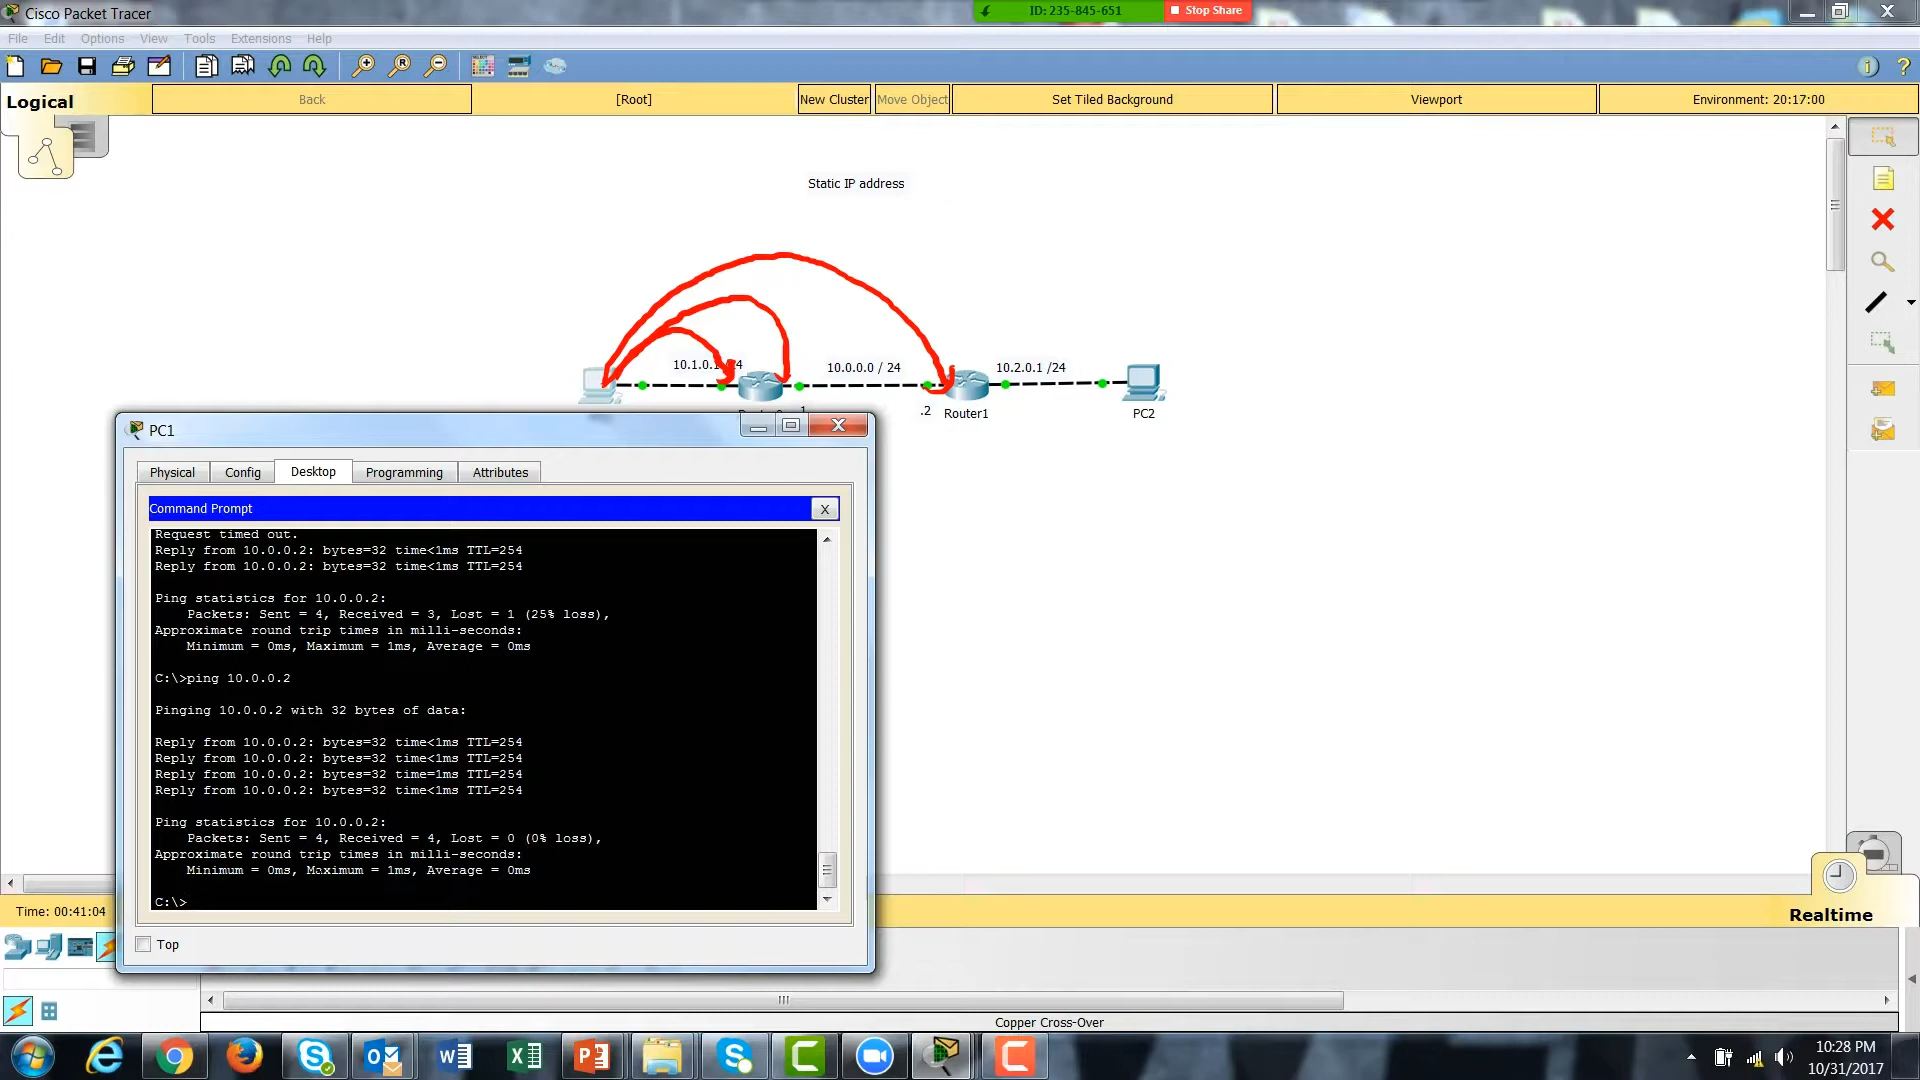 Cisco Packet Tracer
ID: 235-845-651
Stop Share
File Edit Options View Tools Extensions Help
Logical
Back
[Root]
New Cluster
Move Object
Set Tiled Background
Viewport
Environment: 20:17:00
Static IP address
10.1.0.
10.0.0.0 / 24
10.2.0.1 /24
.2
Router1
PC2
PC1
Physical
Config
Desktop
Programming
Attributes
Command Prompt
X
Request timed out.
Reply from 10.0.0.2: bytes=32 time<1ms TTL=254
Reply from 10.0.0.2: bytes=32 time<1ms TTL=254
Ping statistics for 10.0.0.2:
Packets: Sent = 4, Received = 3, Lost = 1 (25% loss),
Approximate round trip times in milli-seconds:
Minimum = 0ms, Maximum = 1ms, Average = 0ms
C:\>ping 10.0.0.2
Pinging 10.0.0.2 with 32 bytes of data:
Reply from 10.0.0.2: bytes=32 time<1ms TTL=254
Reply from 10.0.0.2: bytes=32 time<1ms TTL=254
Reply from 10.0.0.2: bytes=32 time=1ms TTL=254
Reply from 10.0.0.2: bytes=32 time<1ms TTL=254
Ping statistics for 10.0.0.2:
Packets: Sent = 4, Received = 4, Lost = 0 (0% loss),
Approximate round trip times in milli-seconds:
Minimum = 0ms, Maximum = 1ms, Average = 0ms
C:\>
Top
Time: 00:41:04
Realtime
Copper Cross-Over
10:28 PM
10/31/2017